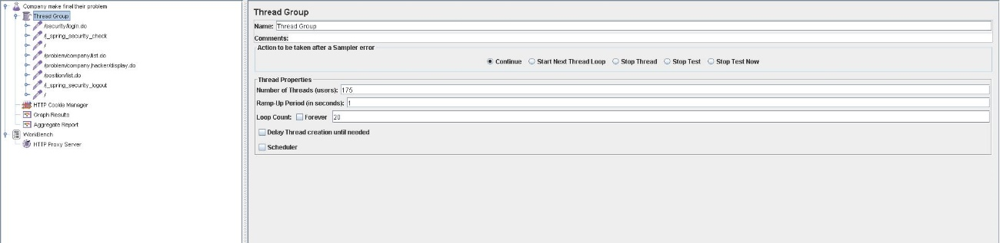 Company make final their problem
Thread Group
/security/login.do
/j_spring_security_check
/
/problem/company/list.do
/problem/company,hacker/display.do
/position/list.do
/j_spring_security_logout
/
HTTP Cookie Manager
Graph Results
Aggregate Report
WorkBench
HTTP Proxy Server
Thread Group
Name: Thread Group
Comments:
Action to be taken after a Sampler error
Continue Start Next Thread Loop Stop Thread Stop Test Stop Test Now
Thread Properties
Number of Threads (users): 175
Ramp-Up Period (in seconds): 1
Loop Count: Forever 20
Delay Thread creation until needed
Scheduler